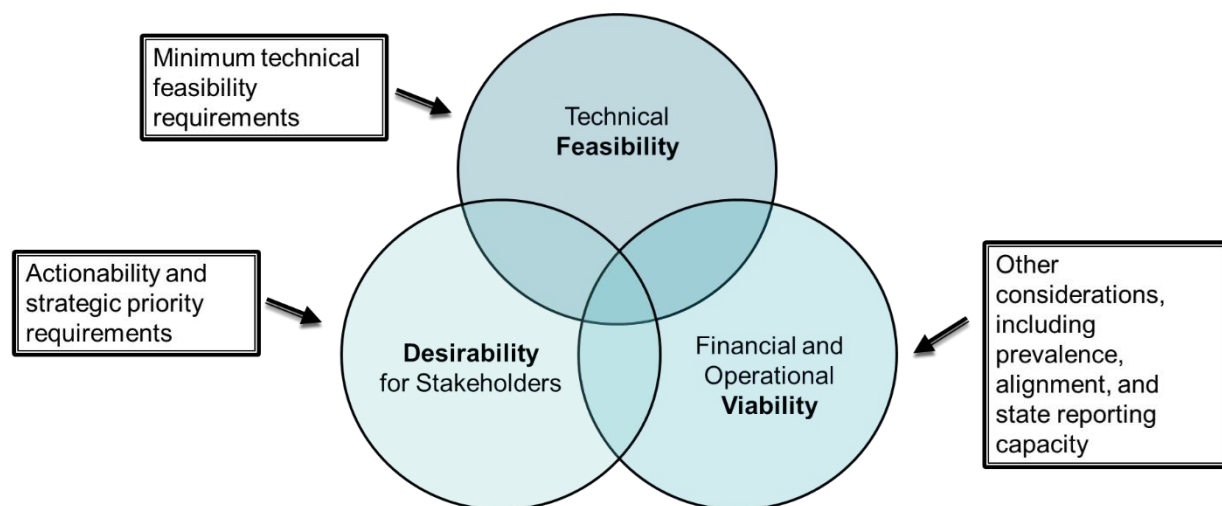 Minimum technical
feasibility
requirements
Technical
Feasibility
Actionability and
strategic priority
requirements
Desirability
for Stakeholders
Financial and
Operational
Viability
Other
considerations,
including
prevalence,
alignment, and
state reporting
capacity